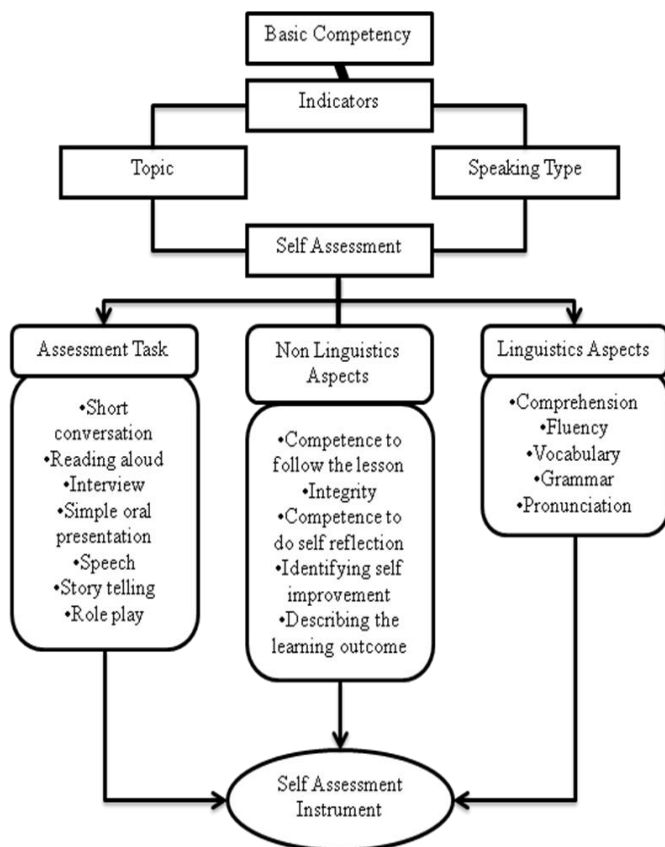 Basic Competency
Indicators
Topic
Speaking Type
Self Assessment
Assessment Task
•Short
conversation
•Reading aloud
•Interview
•Simple oral
presentation
•Speech
•Story telling
•Role play
Non Linguistics
Aspects
•Competence to
follow the lesson
•Integrity
•Competence to
do self reflection
•Identifying self
improvement
•Describing the
learning outcome
Linguistics Aspects
•Comprehension
•Fluency
•Vocabulary
•Grammar
•Pronunciation
Self Assessment
Instrument